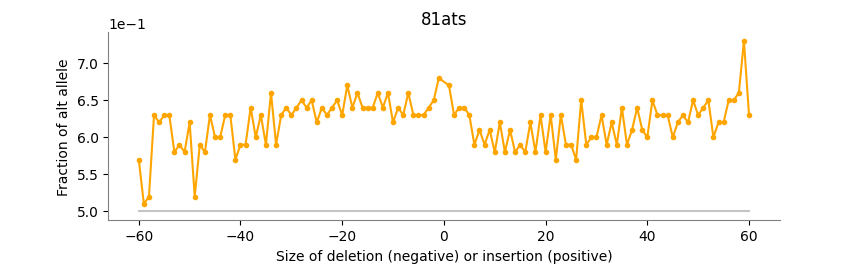 81ats
1e−1
7.0
6.5
6.0
5.5
5.0
Fraction of alt allele
−60 −40 −20 0 20 40 60
Size of deletion (negative) or insertion (positive)